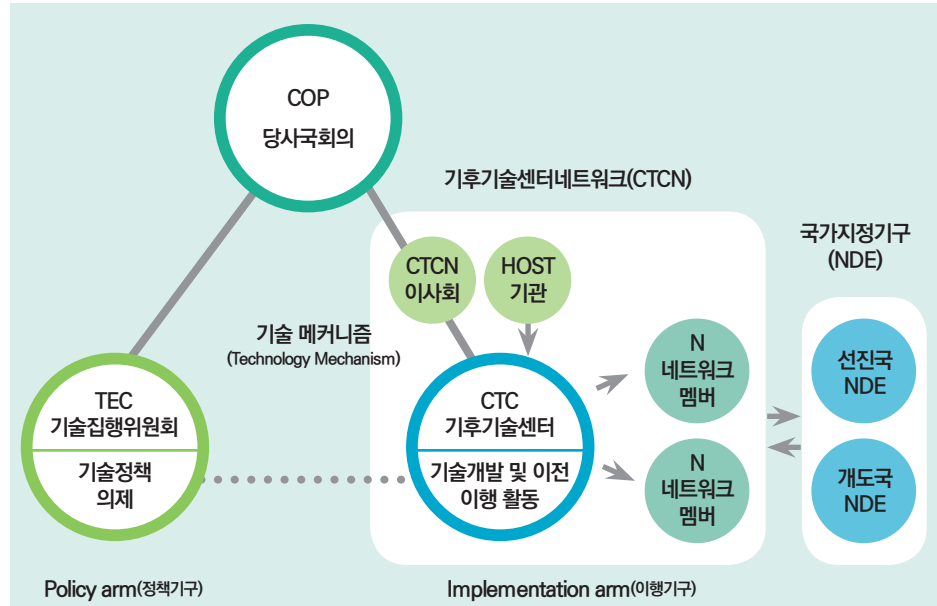 COP
당사국회의
기후기술센터네트워크(CTCN)
국가지정기구
(NDE)
CTCN
이사회
HOST
기관
기술 메커니즘
(Technology Mechanism)
TEC
기술집행위원회
기술정책
의제
CTC
기후기술센터
기술개발 및 이전
이행 활동
N
네트워크
멤버
N
네트워크
멤버
선진국
NDE
개도국
NDE
Policy arm(정책기구)
Implementation arm(이행기구)